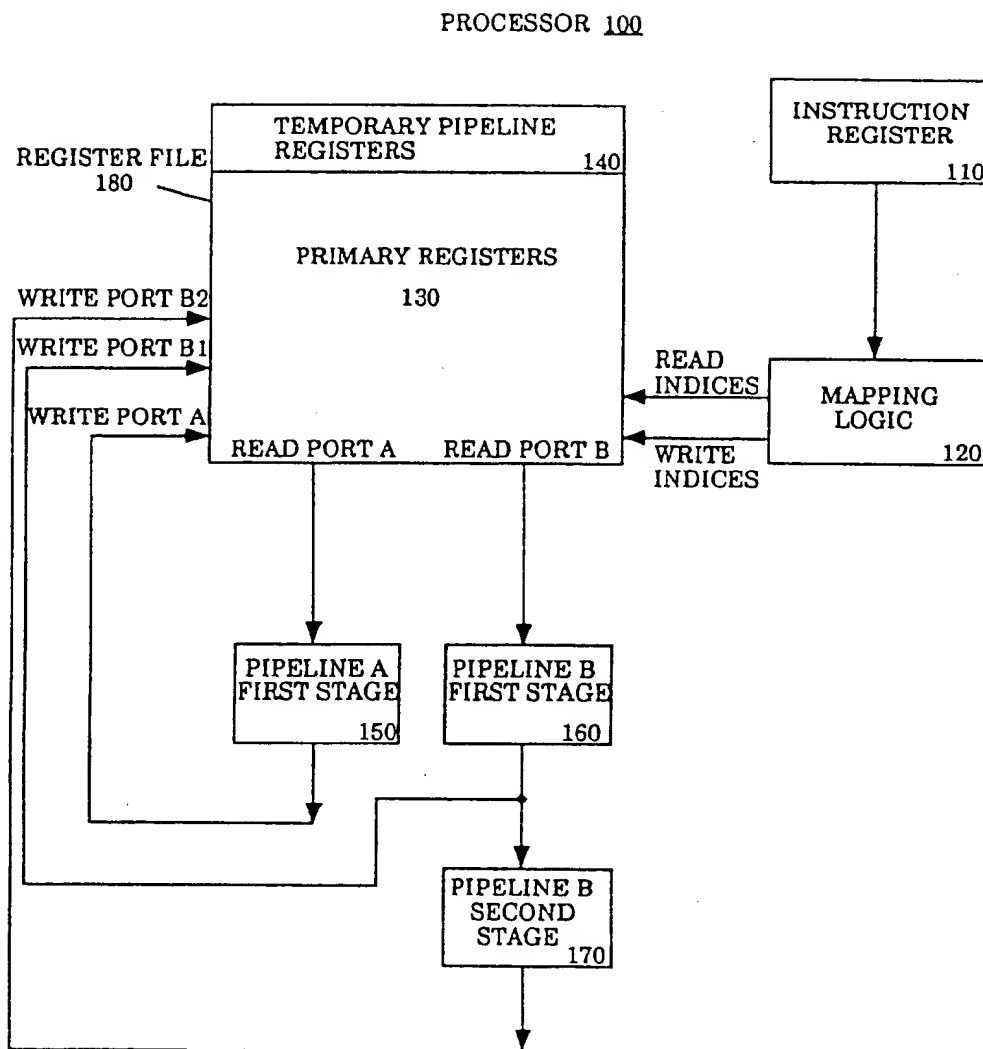 PROCESSOR 100
TEMPORARY PIPELINE
REGISTERS
140
INSTRUCTION
REGISTER
110
REGISTER FILE
180
PRIMARY REGISTERS
130
WRITE PORT B2
WRITE PORT B1
WRITE PORT A
READ
INDICES
MAPPING
LOGIC
120
WRITE
INDICES
READ PORT A
READ PORT B
PIPELINE A
FIRST STAGE
150
PIPELINE B
FIRST STAGE
160
PIPELINE B
SECOND
STAGE
170